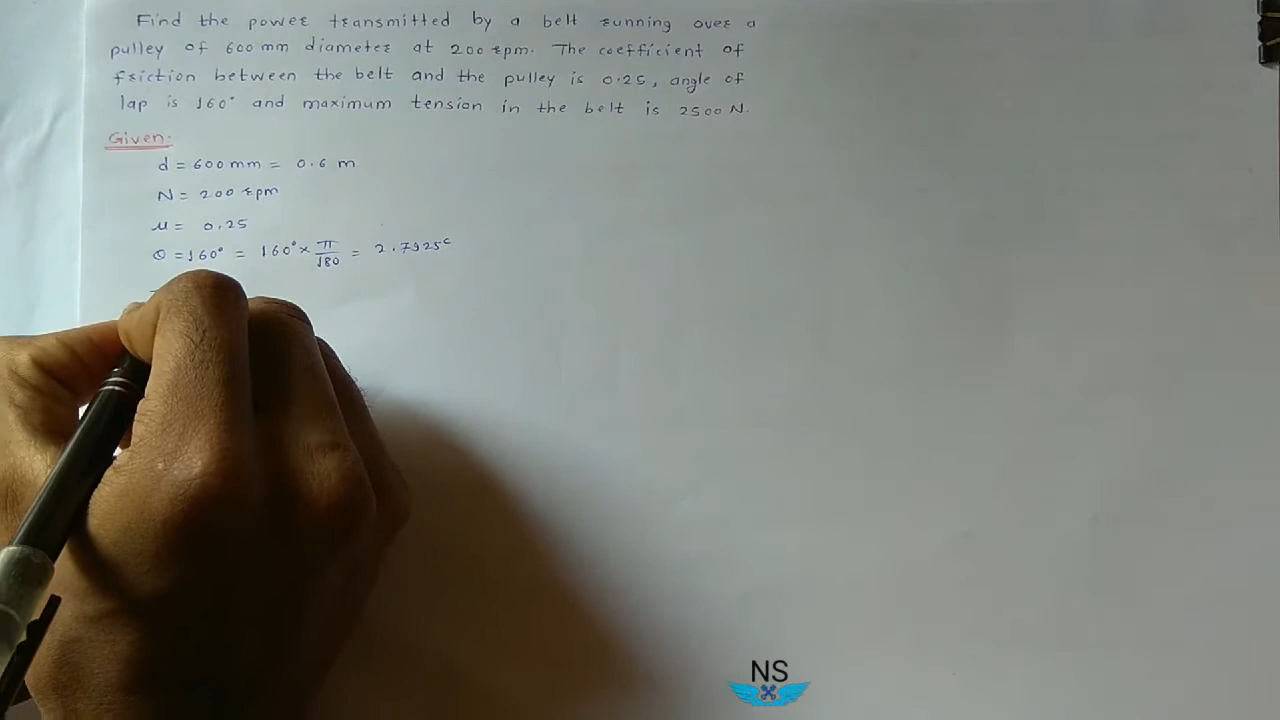 Find the power transmitted by a belt running over a
pulley of 600 mm diameter at 200 rpm. The coefficient of
friction between the belt and the pulley is 0.25, angle of
lap is 160° and maximum tension in the belt is 2500 N.
Given:
d = 600 mm = 0.6 m
N = 200 rpm
μ = 0.25
θ = 160° = 160° × π/180 = 2.7925ᶜ
NS